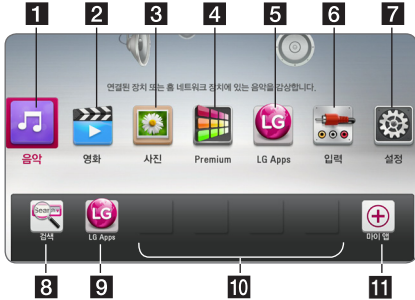 1 2 3 4 5 6 7
연결된 장치 또는 홈 네트워크 장치에 있는 음악을 감상합니다.
LG
음악 영화 사진 Premium LG Apps 입력 설정
Search
LG
검색 LG Apps 마이 앱
8 9 10 11